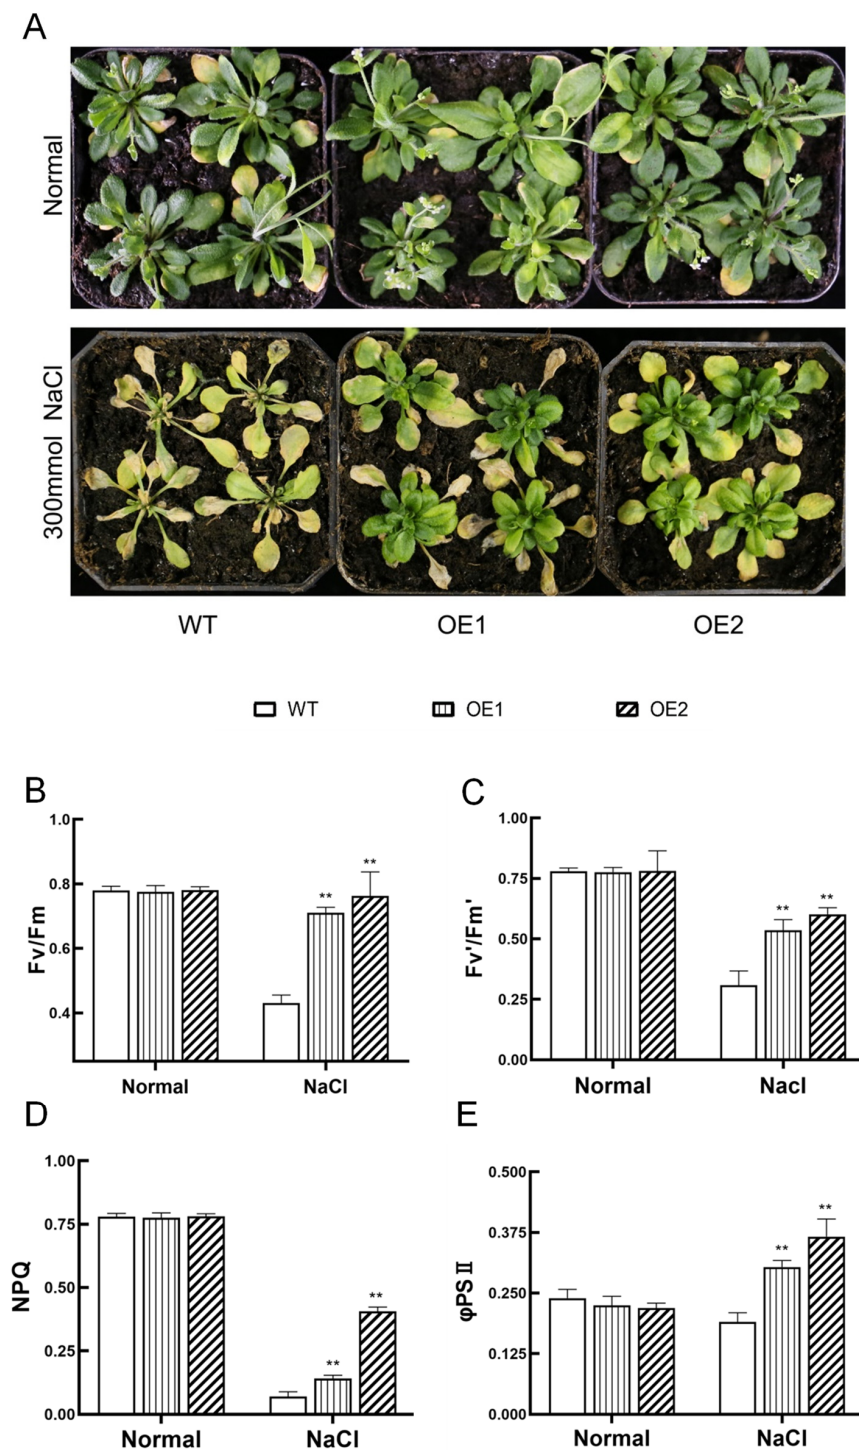 A
Normal
300mmol NaCl
WT OE1 OE2
WT OE1 OE2
B
1.0
0.8
0.6
0.4
Fv/Fm
** **
Normal NaCl
C
1.00
0.75
0.50
0.25
0.00
Fv'/Fm'
** **
Normal Nacl
D
1.00
0.75
0.50
0.25
0.00
NPQ
** **
Normal NaCl
E
0.500
0.375
0.250
0.125
0.000
φPSⅡ
** **
Normal NaCl